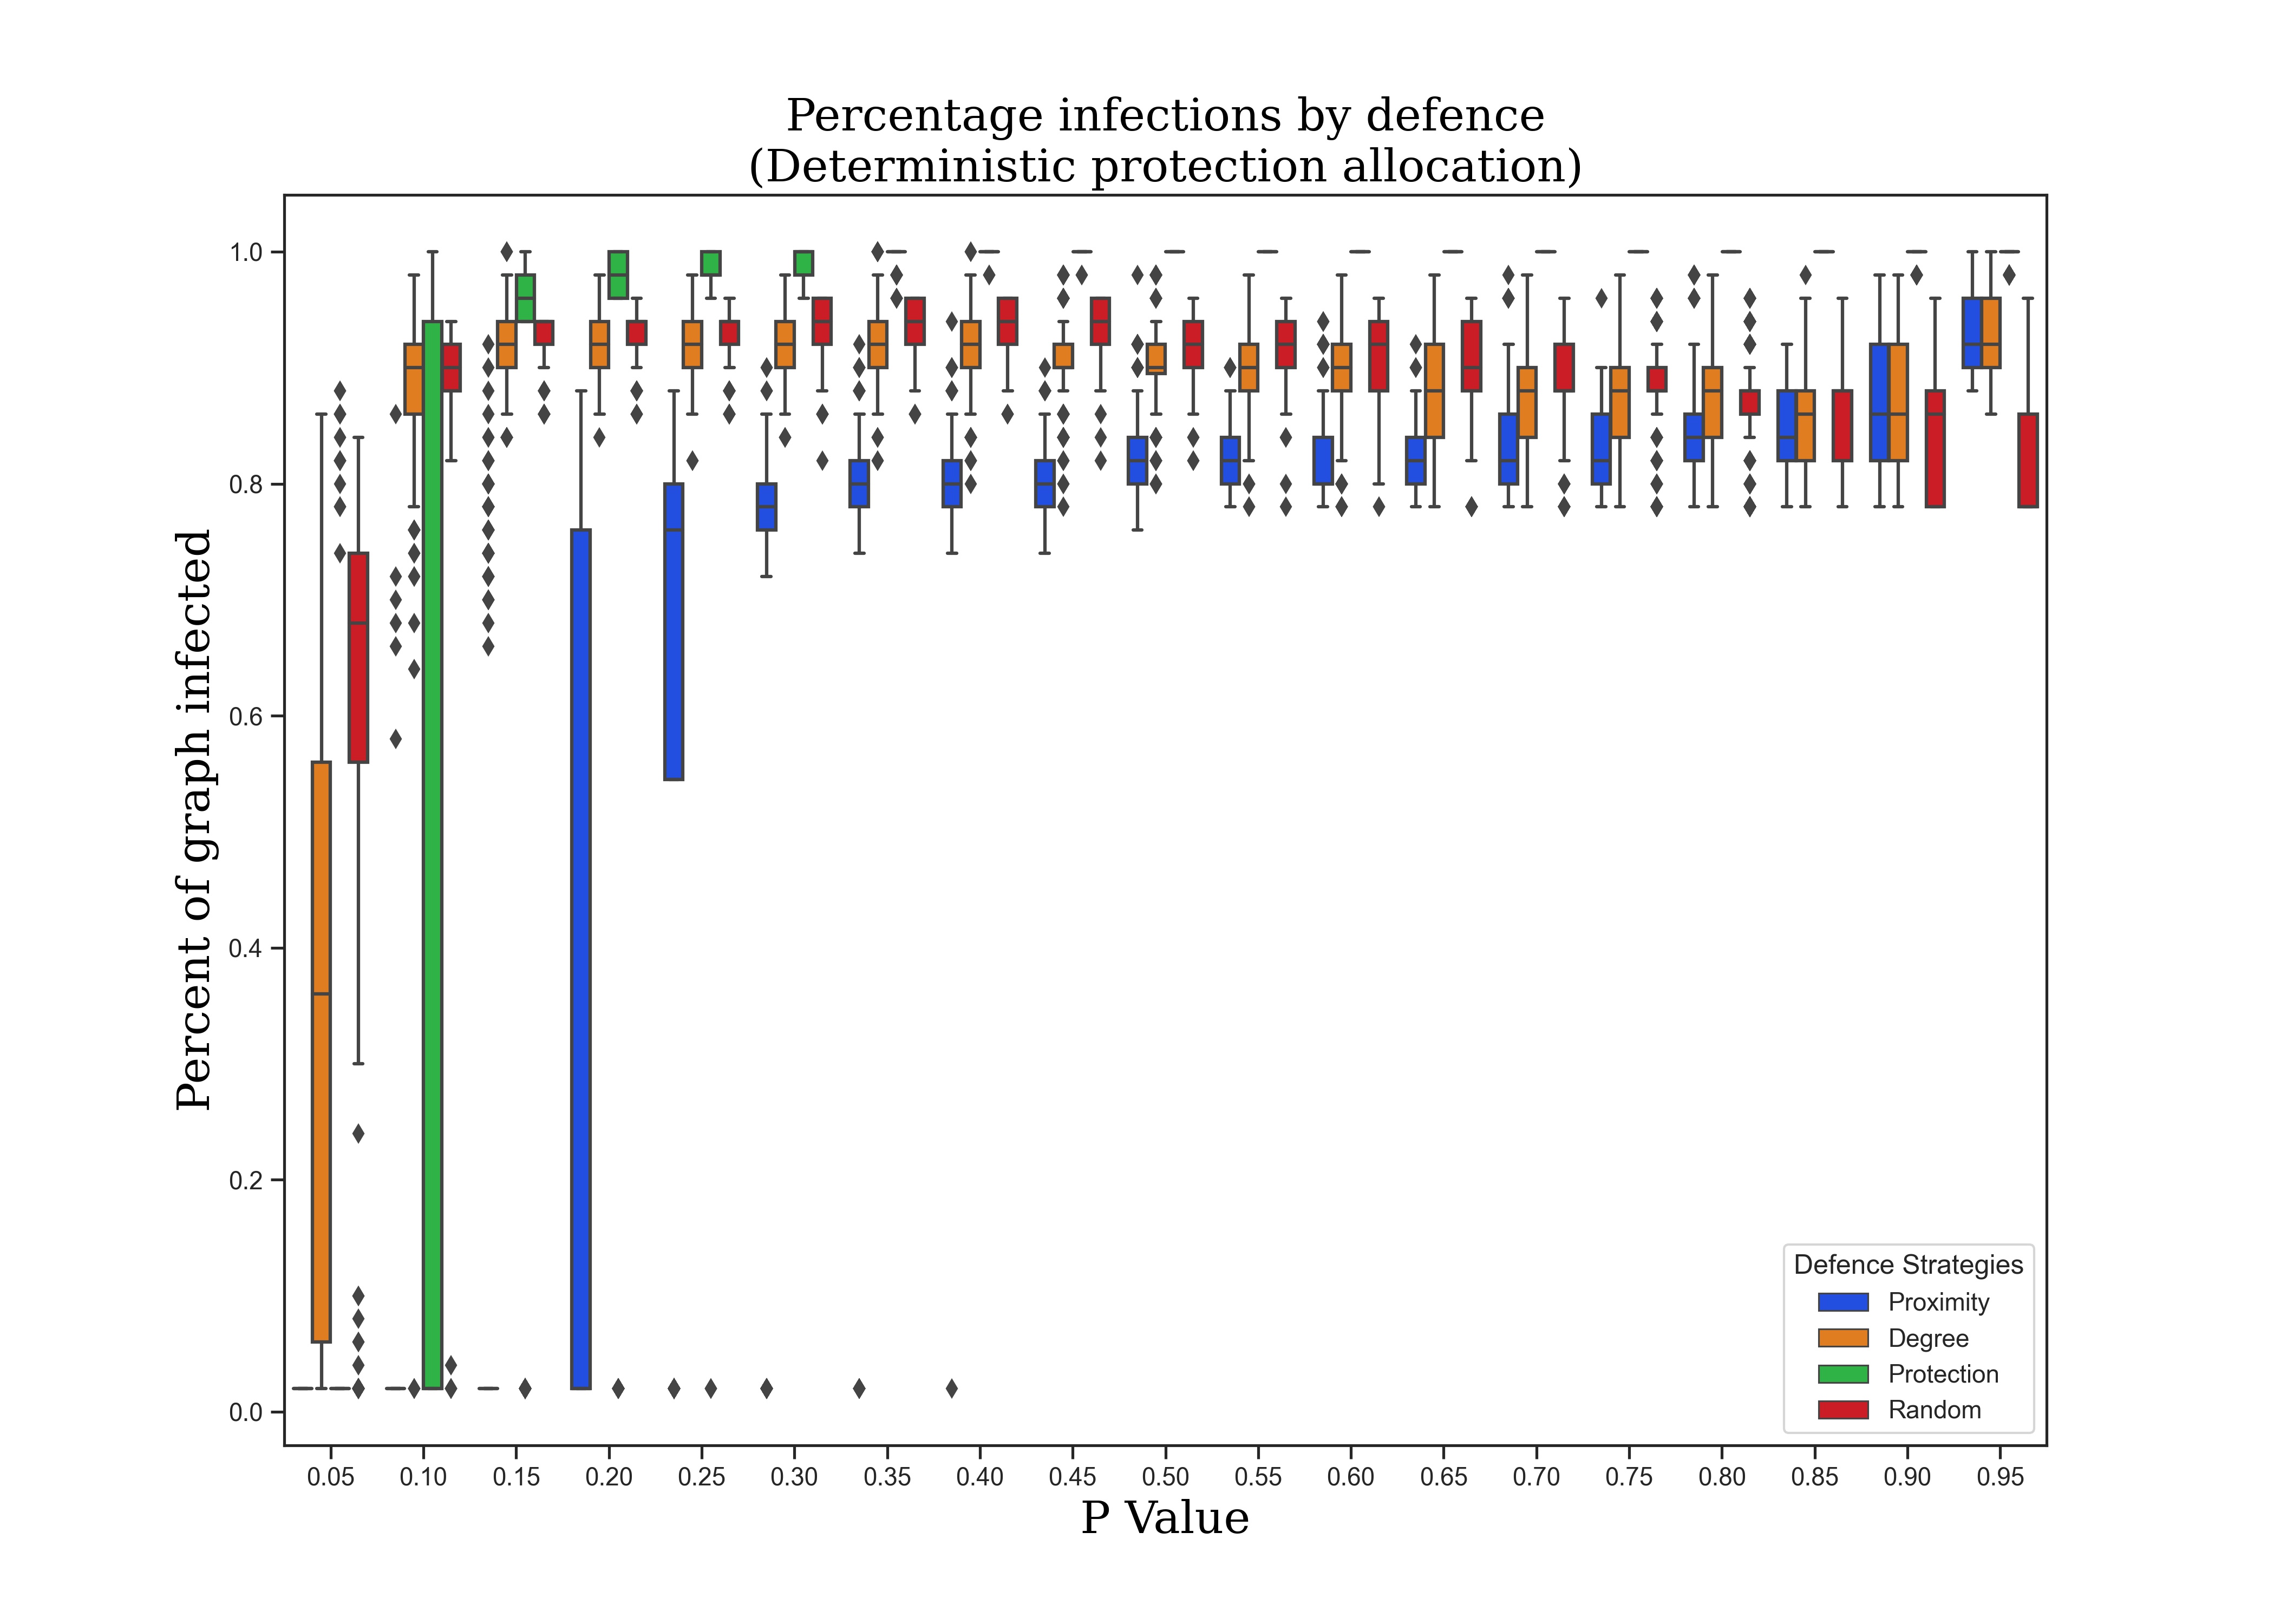 Percentage infections by defence
(Deterministic protection allocation)
Percent of graph infected
1.0
0.8
0.6
0.4
0.2
0.0
0.05 0.10 0.15 0.20 0.25 0.30 0.35 0.40 0.45 0.50 0.55 0.60 0.65 0.70 0.75 0.80 0.85 0.90 0.95
P Value
Defence Strategies
Proximity
Degree
Protection
Random